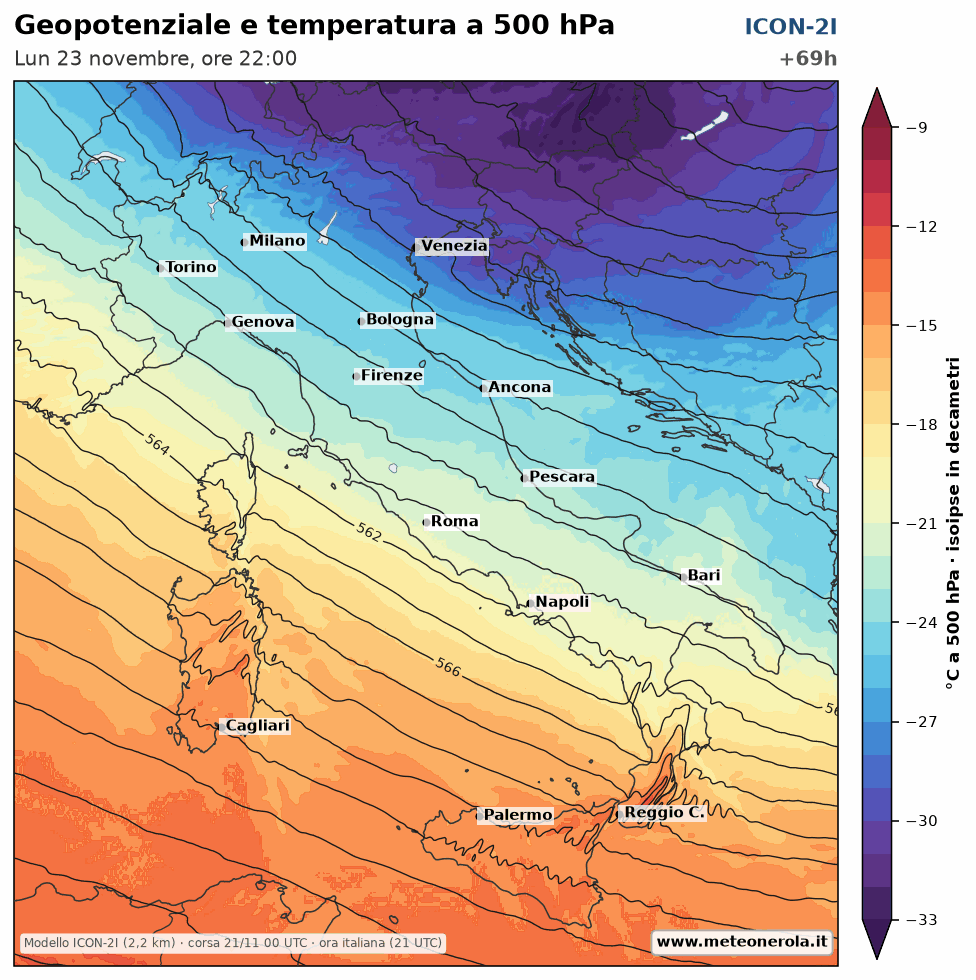 Geopotenziale e temperatura a 500 hPa
ICON-2I
Lun 23 novembre, ore 22:00
+69h
Milano
Venezia
Torino
Genova
Bologna
Firenze
Ancona
564
Pescara
Roma
562
Bari
Napoli
566
56
Cagliari
Palermo
Reggio C.
−9
−12
−15
−18
−21
−24
−27
−30
−33
°C a 500 hPa · isoipse in decametri
Modello ICON-2I (2,2 km) · corsa 21/11 00 UTC · ora italiana (21 UTC)
www.meteonerola.it